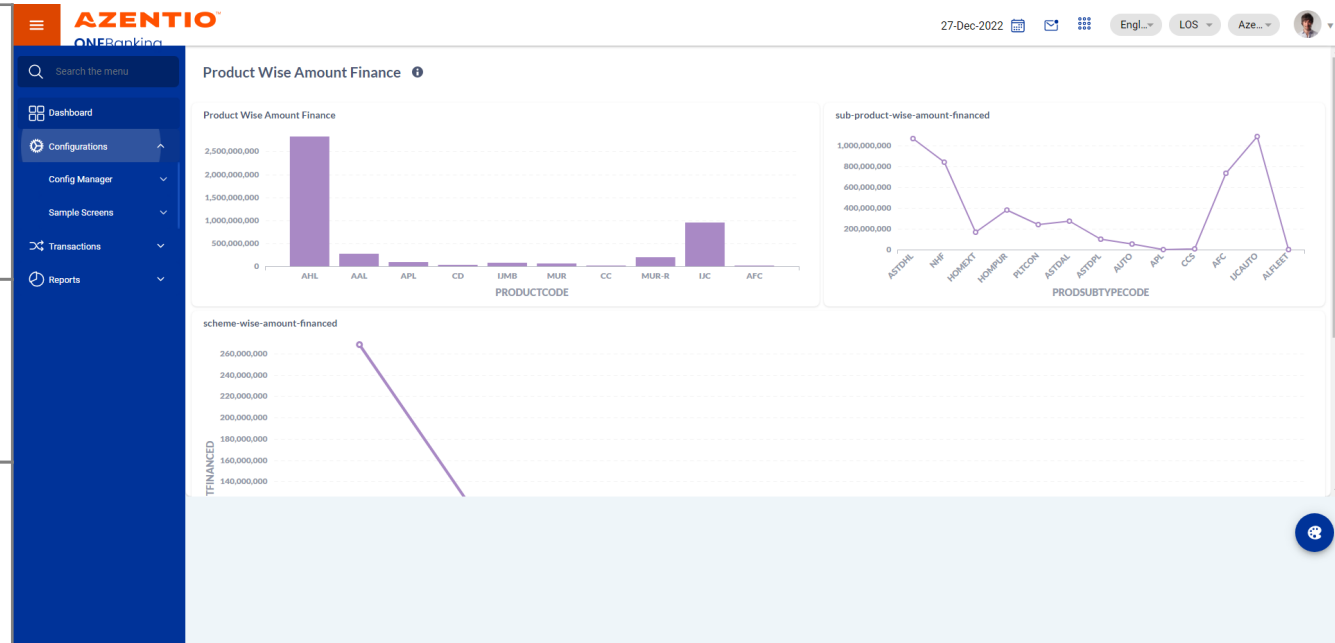 AZENTIO™
ONEBanking
27-Dec-2022
Engl...
LOS
Aze...
Search the menu
Dashboard
Configurations
Config Manager
Sample Screens
Transactions
Reports
Product Wise Amount Finance
Product Wise Amount Finance
2,500,000,000
2,000,000,000
1,500,000,000
1,000,000,000
500,000,000
0
AHL AAL APL CD IJMB MUR CC MUR-R IJC AFC
PRODUCTCODE
sub-product-wise-amount-financed
1,000,000,000
800,000,000
600,000,000
400,000,000
200,000,000
0
ASTDHL NHF HOMEXT HOMPUR PLTCON ASTDAL ASTDPL AUTO APL CCS AFC IJCAUTO ALFLEET
PRODSUBTYPECODE
scheme-wise-amount-financed
260,000,000
240,000,000
220,000,000
200,000,000
180,000,000
160,000,000
140,000,000
TFINANCED